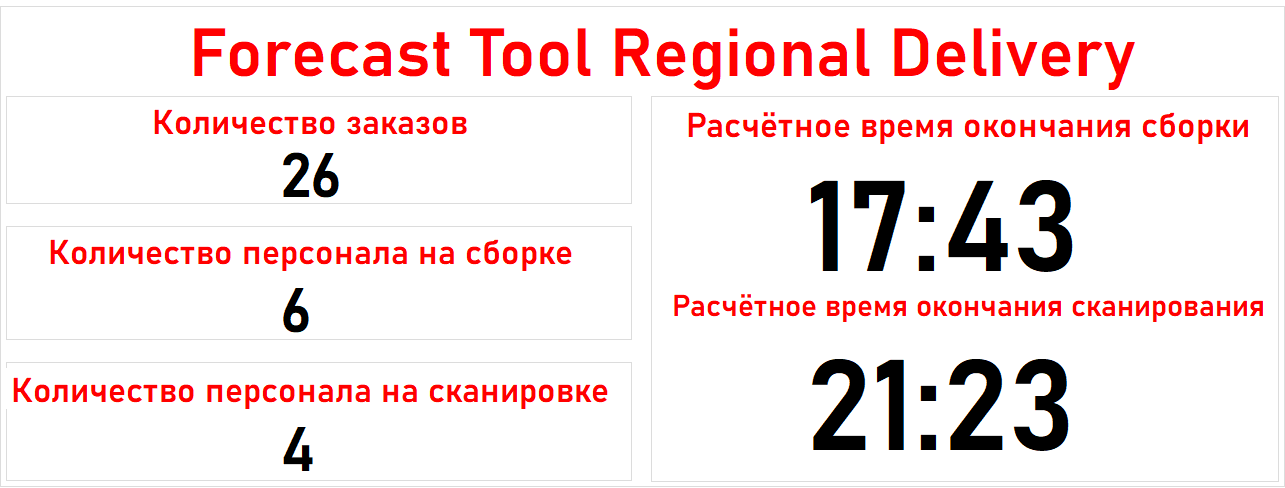 Forecast Tool Regional Delivery
Количество заказов
26
Количество персонала на сборке
6
Количество персонала на сканировке
4
Расчётное время окончания сборки
17:43
Расчётное время окончания сканирования
21:23